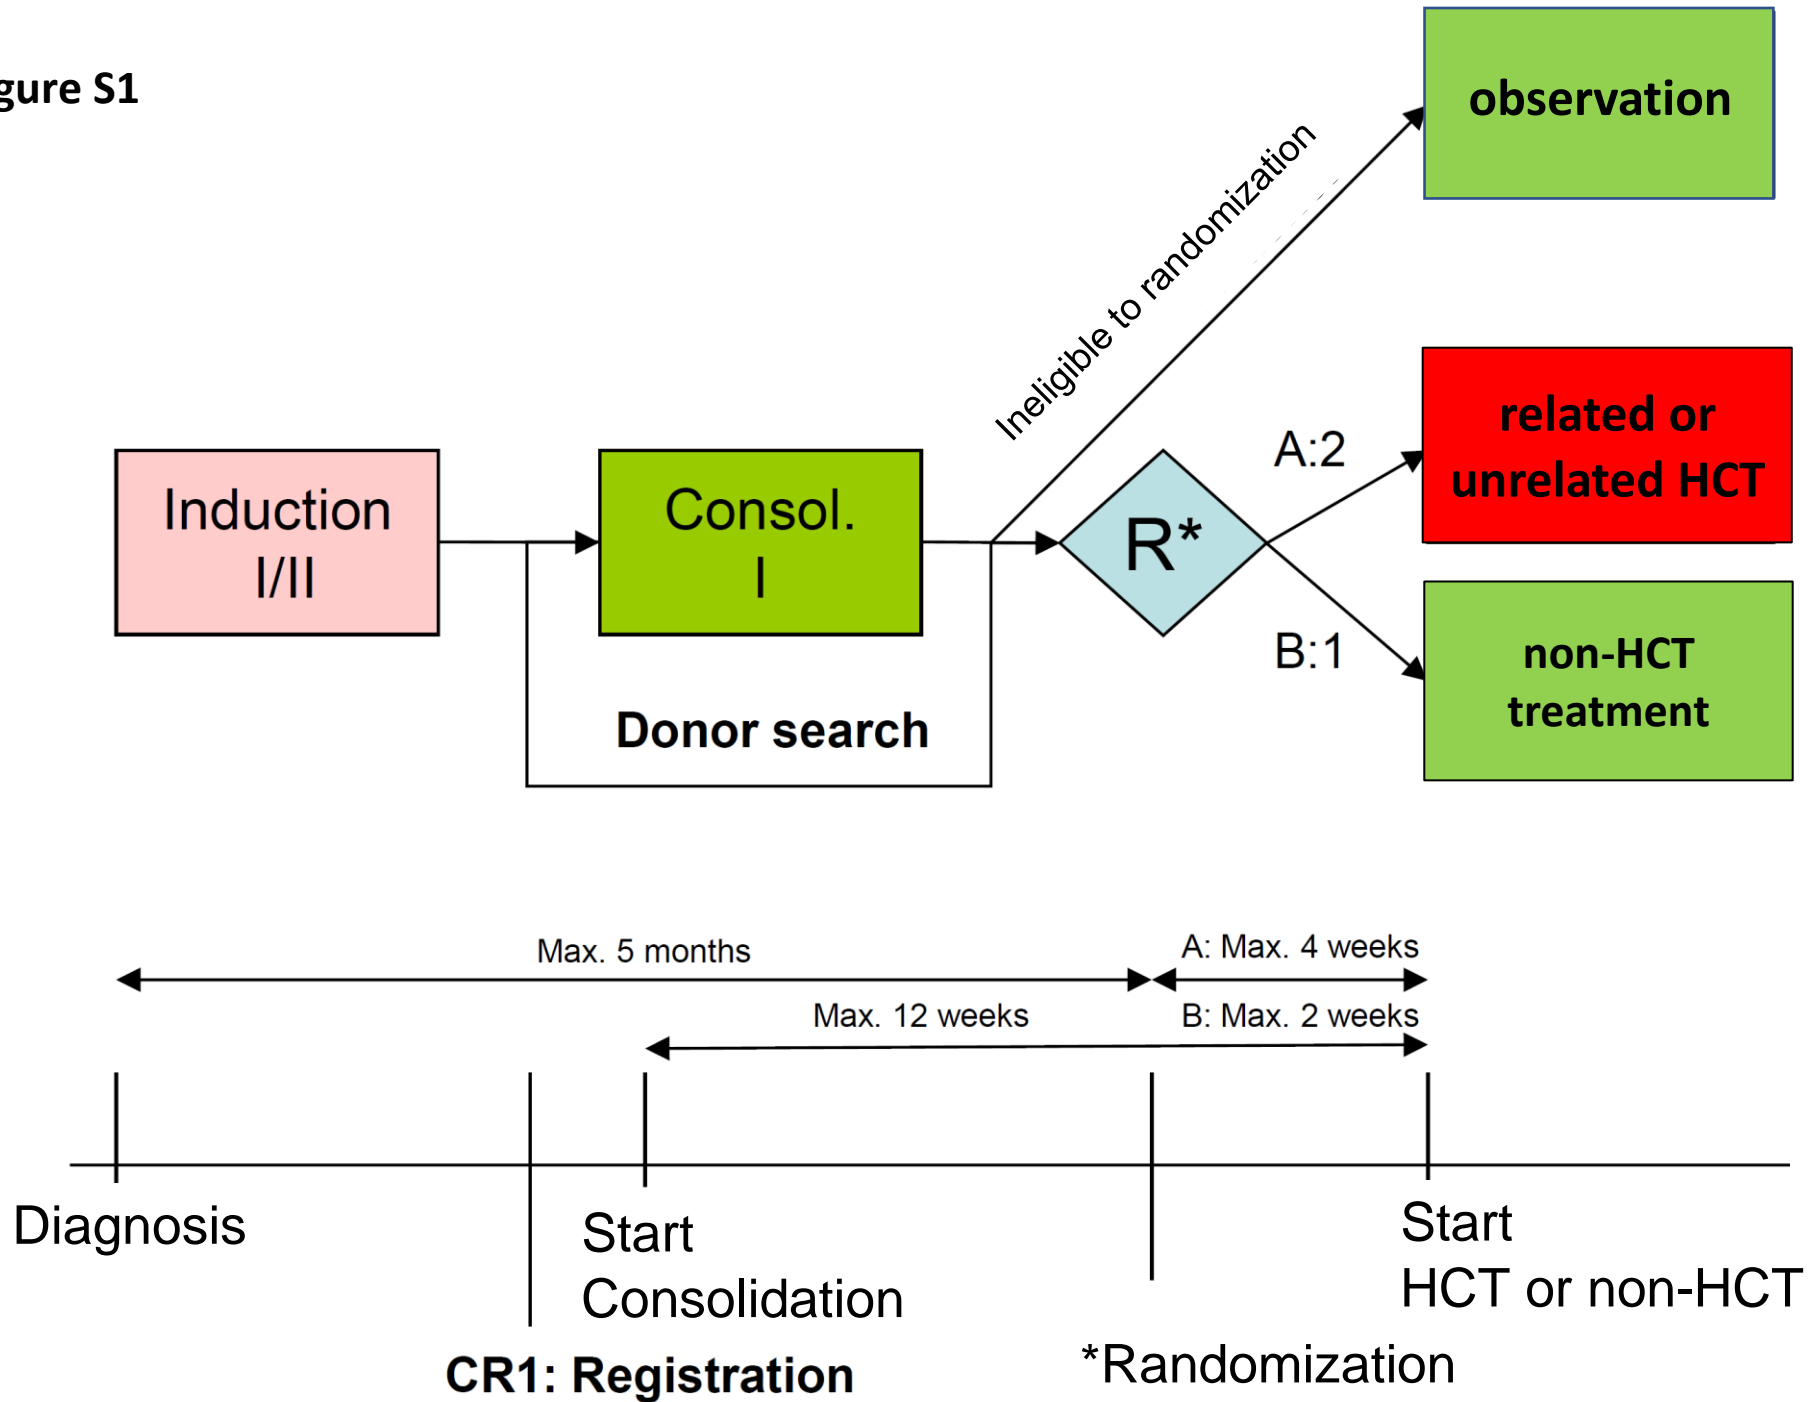 gure S1
observation
Ineligible to randomization
related or
unrelated HCT
A:2
Induction
I/II
Consol.
I
R*
B:1
non-HCT
treatment
Donor search
Max. 5 months
A: Max. 4 weeks
Max. 12 weeks
B: Max. 2 weeks
Diagnosis
Start
Consolidation
Start
HCT or non-HCT
CR1: Registration
*Randomization